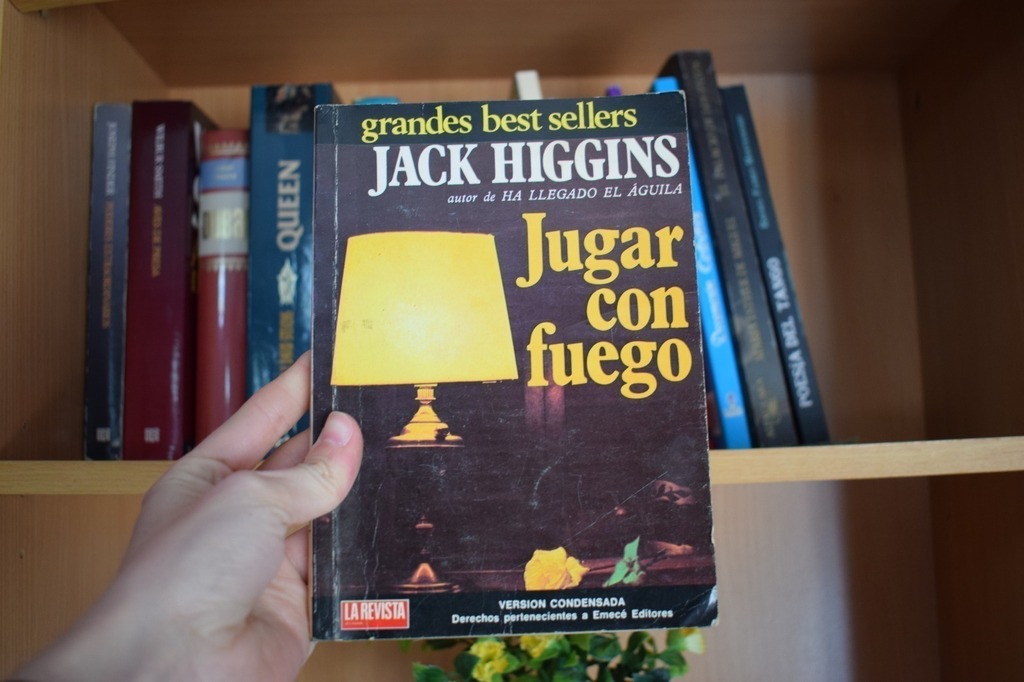 grandes best sellers
JACK HIGGINS
autor de HA LLEGADO EL ÁGUILA
Jugar
con
fuego
LA REVISTA
VERSION CONDENSADA
Derechos pertenecientes a Emecé Editores
QUEEN
POESÍA DEL TANGO